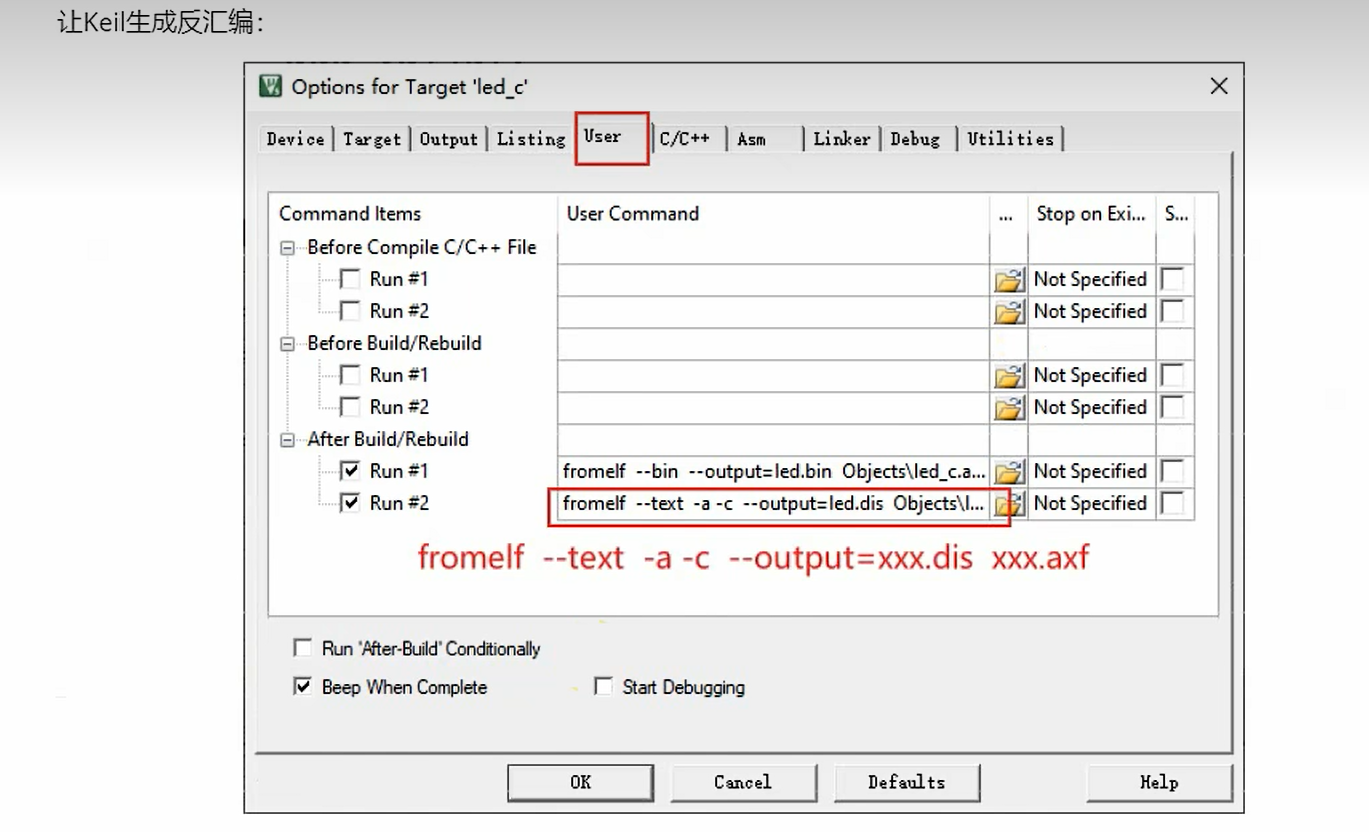 让Keil生成反汇编：
Options for Target 'led_c'
Device Target Output Listing User C/C++ Asm Linker Debug Utilities
Command Items User Command ... Stop on Exi... S...
Before Compile C/C++ File
Run #1 Not Specified
Run #2 Not Specified
Before Build/Rebuild
Run #1 Not Specified
Run #2 Not Specified
After Build/Rebuild
Run #1 fromelf --bin --output=led.bin Objects\led_c.a... Not Specified
Run #2 fromelf --text -a -c --output=led.dis Objects\l... Not Specified
fromelf --text -a -c --output=xxx.dis xxx.axf
Run 'After-Build' Conditionally
Beep When Complete Start Debugging
OK Cancel Defaults Help